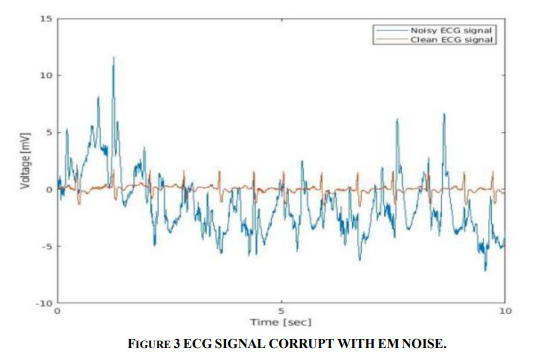 15
Noisy ECG signal
Clean ECG signal
10
5
Voltage [mV]
0
-5
-10
0
5
10
Time [sec]
FIGURE 3 ECG SIGNAL CORRUPT WITH EM NOISE.